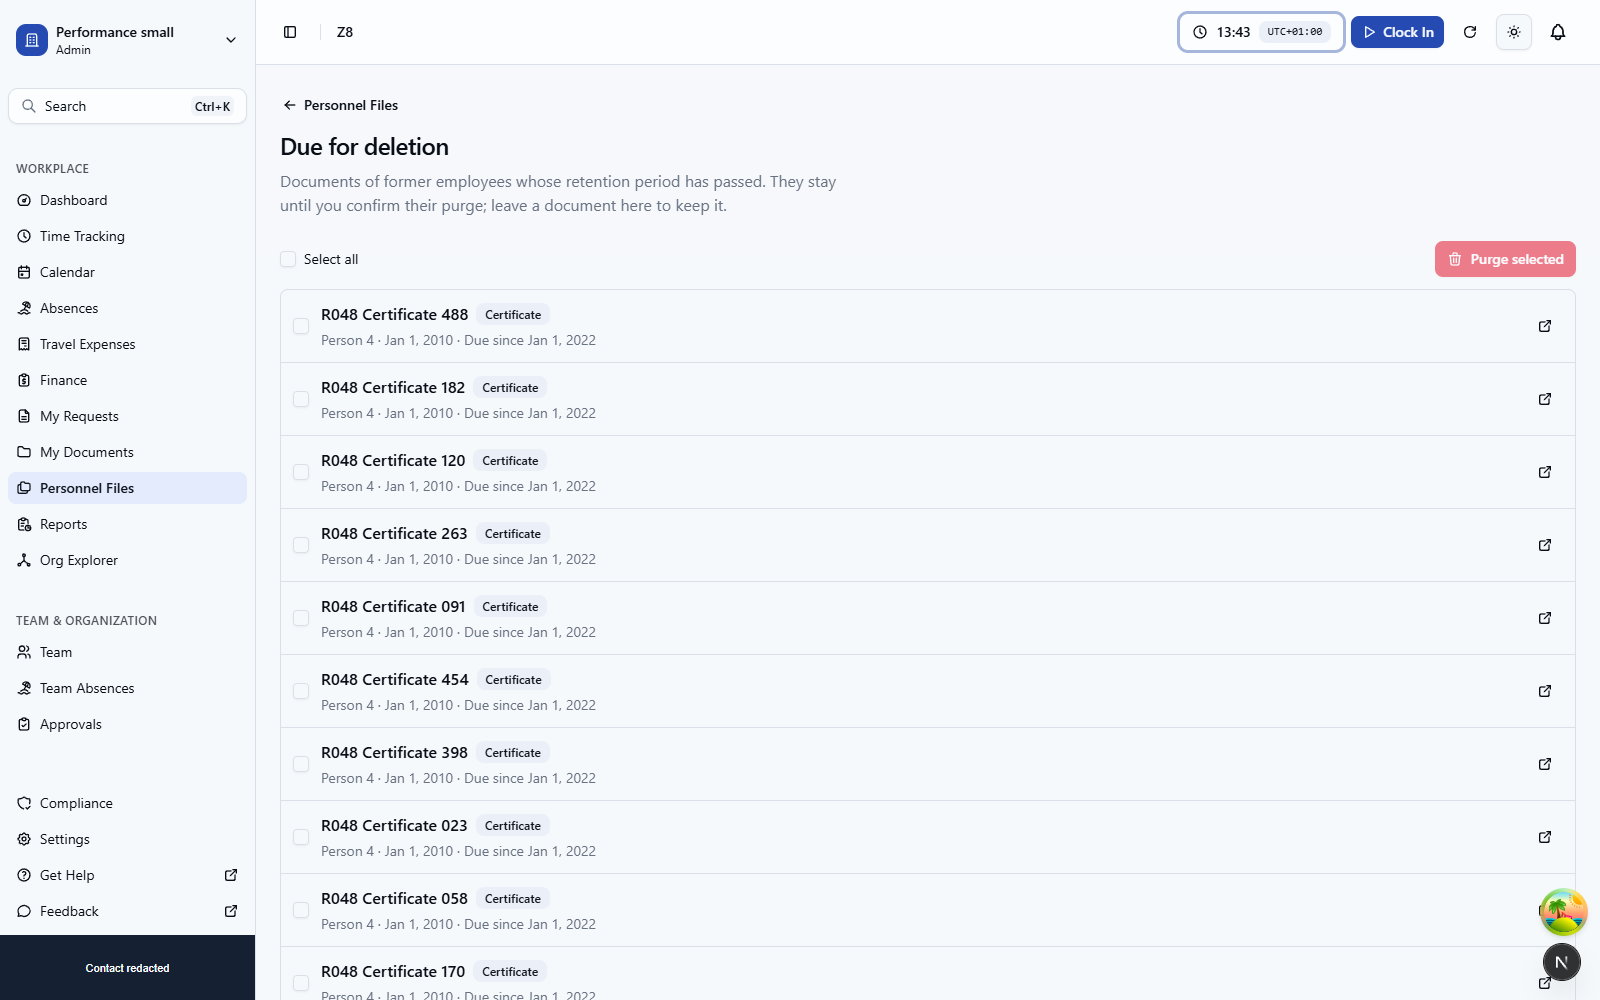 Performance small
Admin
Search
Ctrl+K
WORKPLACE
Dashboard
Time Tracking
Calendar
Absences
Travel Expenses
Finance
My Requests
My Documents
Personnel Files
Reports
Org Explorer
TEAM & ORGANIZATION
Team
Team Absences
Approvals
Compliance
Settings
Get Help
Feedback
Contact redacted
Z8
13:43
UTC+01:00
Clock In
Personnel Files
Due for deletion
Documents of former employees whose retention period has passed. They stay
until you confirm their purge; leave a document here to keep it.
Select all
Purge selected
R048 Certificate 488 Certificate
Person 4 · Jan 1, 2010 · Due since Jan 1, 2022
R048 Certificate 182 Certificate
Person 4 · Jan 1, 2010 · Due since Jan 1, 2022
R048 Certificate 120 Certificate
Person 4 · Jan 1, 2010 · Due since Jan 1, 2022
R048 Certificate 263 Certificate
Person 4 · Jan 1, 2010 · Due since Jan 1, 2022
R048 Certificate 091 Certificate
Person 4 · Jan 1, 2010 · Due since Jan 1, 2022
R048 Certificate 454 Certificate
Person 4 · Jan 1, 2010 · Due since Jan 1, 2022
R048 Certificate 398 Certificate
Person 4 · Jan 1, 2010 · Due since Jan 1, 2022
R048 Certificate 023 Certificate
Person 4 · Jan 1, 2010 · Due since Jan 1, 2022
R048 Certificate 058 Certificate
Person 4 · Jan 1, 2010 · Due since Jan 1, 2022
R048 Certificate 170 Certificate
Person 4 · Jan 1, 2010 · Due since Jan 1, 2022
N